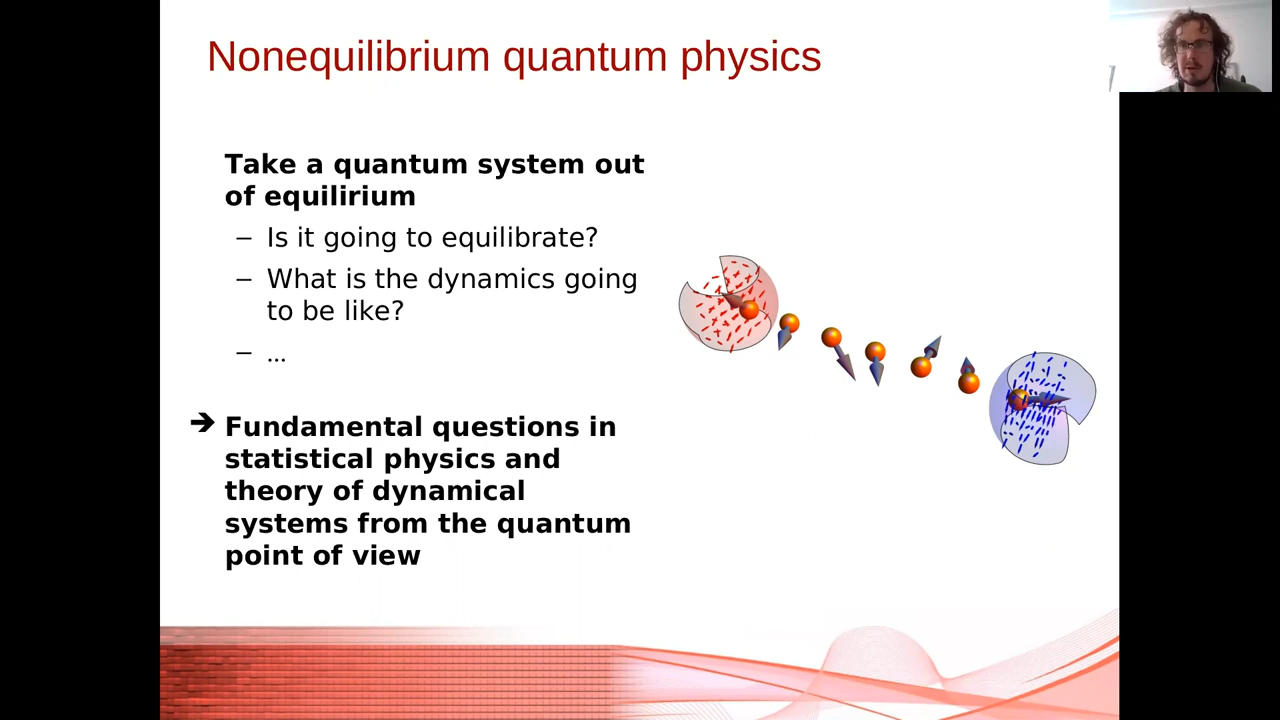 Nonequilibrium quantum physics
Take a quantum system out
of equilirium
– Is it going to equilibrate?
– What is the dynamics going
to be like?
– ...
➔ Fundamental questions in
statistical physics and
theory of dynamical
systems from the quantum
point of view